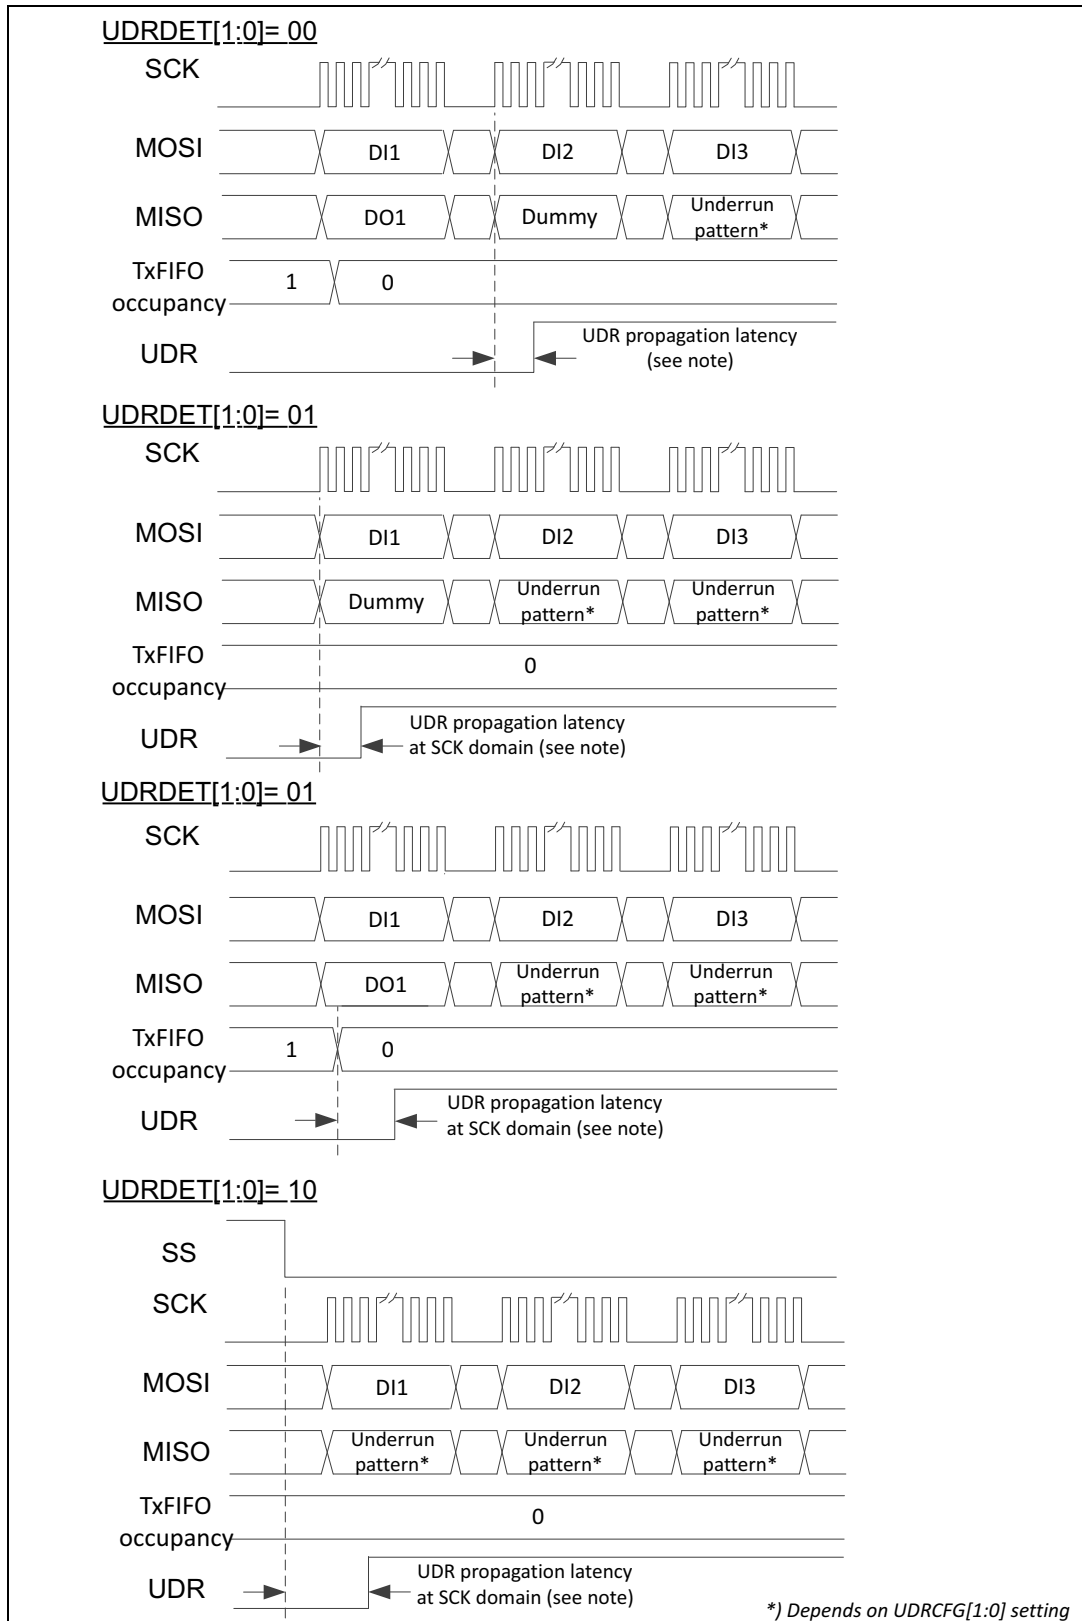 UDRDET[1:0]= 00
SCK
MOSI DI1 DI2 DI3
MISO DO1 Dummy Underrun pattern*
TxFIFO occupancy 1 0
UDR UDR propagation latency
(see note)
UDRDET[1:0]= 01
SCK
MOSI DI1 DI2 DI3
MISO Dummy Underrun pattern* Underrun pattern*
TxFIFO occupancy 0
UDR UDR propagation latency
at SCK domain (see note)
UDRDET[1:0]= 01
SCK
MOSI DI1 DI2 DI3
MISO DO1 Underrun pattern* Underrun pattern*
TxFIFO occupancy 1 0
UDR UDR propagation latency
at SCK domain (see note)
UDRDET[1:0]= 10
SS
SCK
MOSI DI1 DI2 DI3
MISO Underrun pattern* Underrun pattern* Underrun pattern*
TxFIFO occupancy 0
UDR UDR propagation latency
at SCK domain (see note)
*) Depends on UDRCFG[1:0] setting